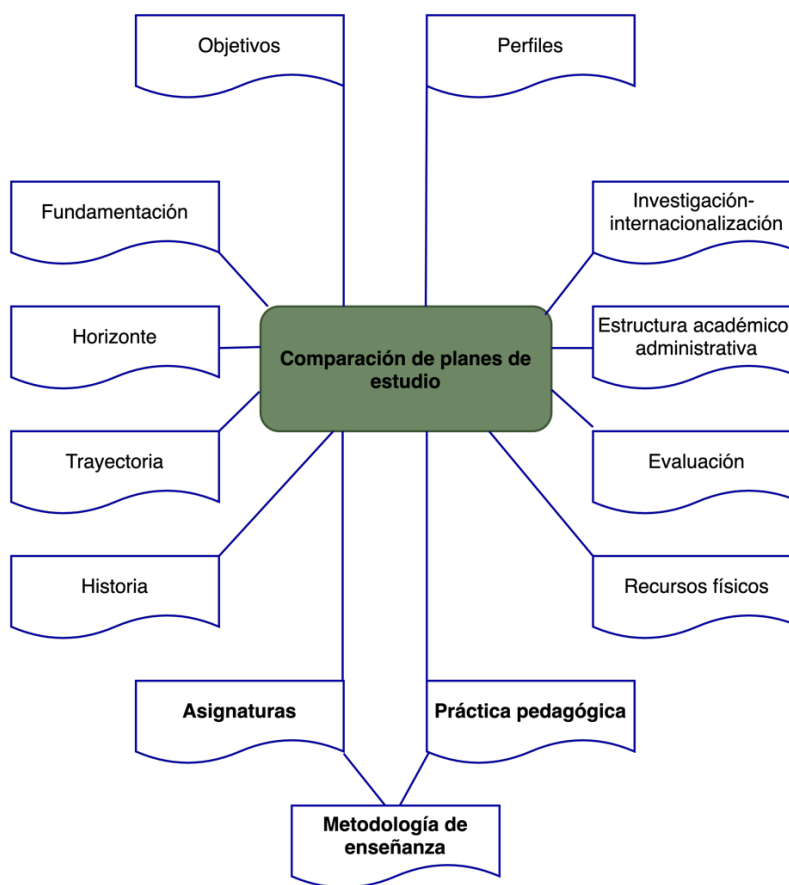 Objetivos
Perfiles
Fundamentación
Investigación-
internacionalización
Horizonte
Comparación de planes de
estudio
Estructura académico
administrativa
Trayectoria
Evaluación
Historia
Recursos físicos
Asignaturas
Práctica pedagógica
Metodología de
enseñanza